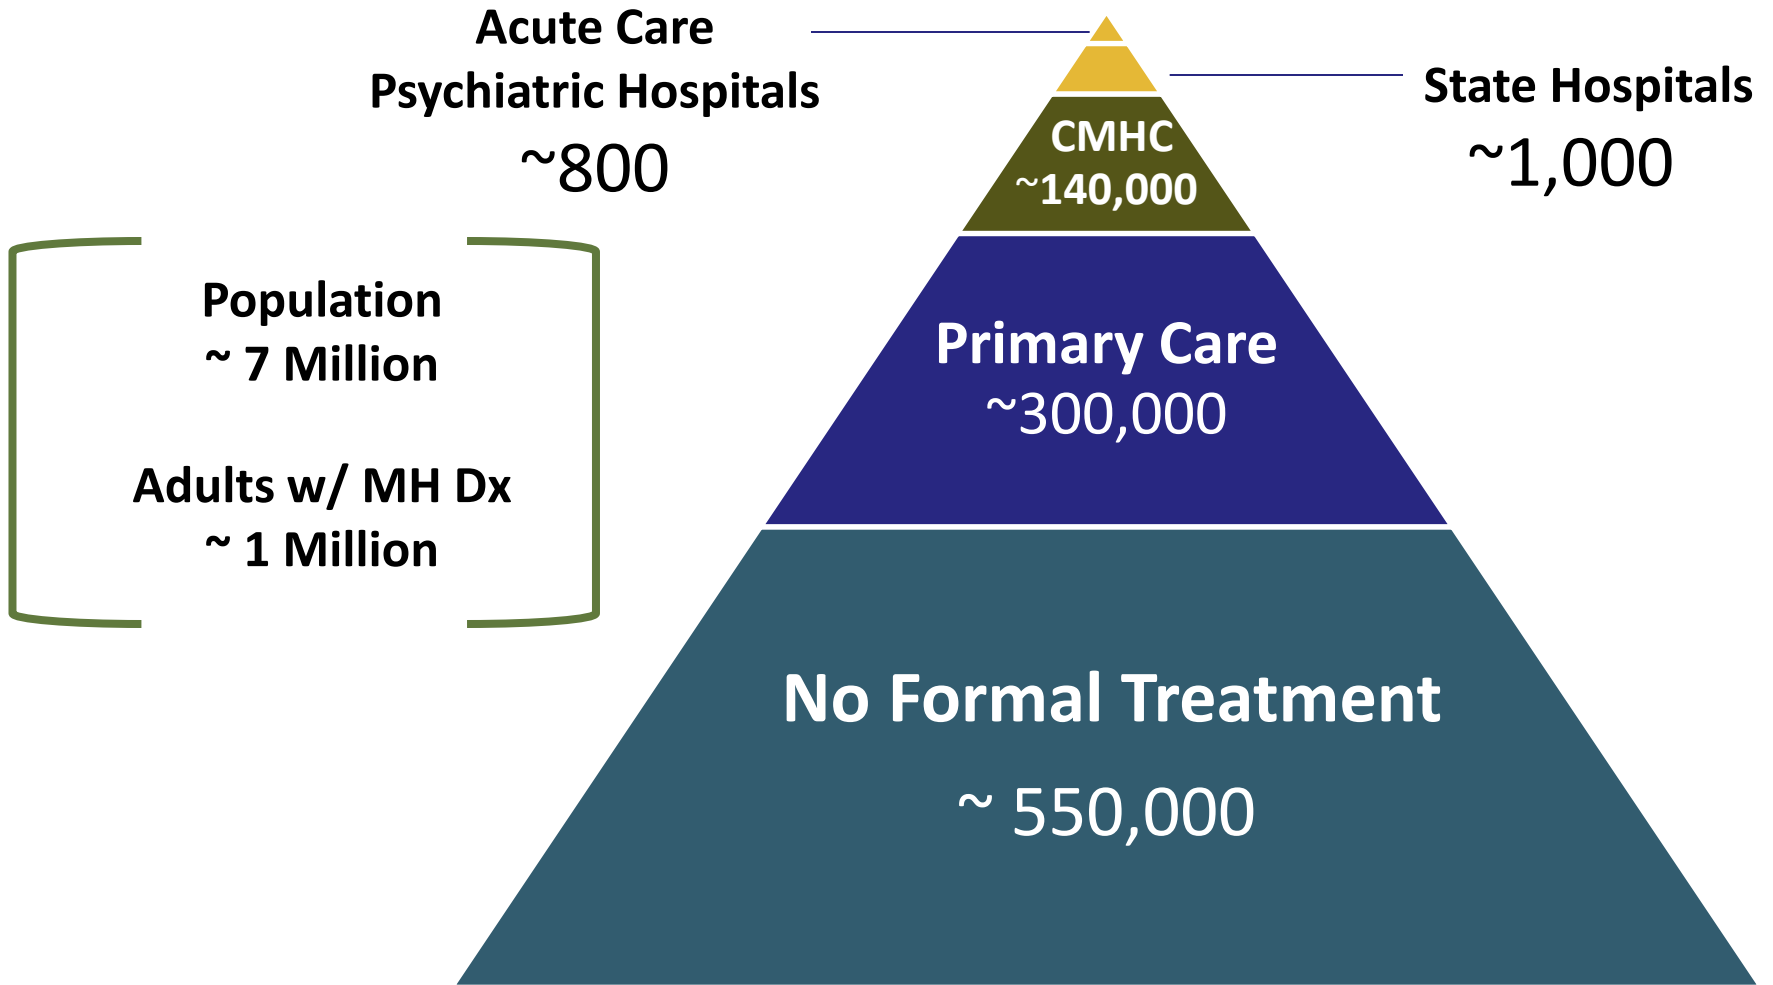 Acute Care
Psychiatric Hospitals
~800
State Hospitals
~1,000
CMHC
~140,000
Population
~ 7 Million
Adults w/ MH Dx
~ 1 Million
Primary Care
~300,000
No Formal Treatment
~ 550,000